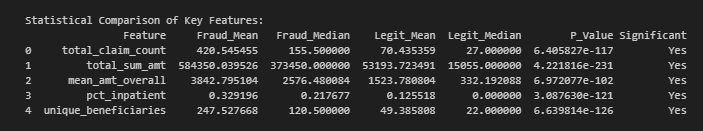 Statistical Comparison of Key Features:
Feature Fraud_Mean Fraud_Median Legit_Mean Legit_Median P_Value Significant
0 total_claim_count 420.545455 155.500000 70.435359 27.000000 6.405827e-117 Yes
1 total_sum_amt 584350.039526 373450.000000 53193.723491 15055.000000 4.221816e-231 Yes
2 mean_amt_overall 3842.795104 2576.480084 1523.780804 332.192088 6.972077e-102 Yes
3 pct_inpatient 0.329196 0.217677 0.125518 0.000000 3.087630e-121 Yes
4 unique_beneficiaries 247.527668 120.500000 49.385808 22.000000 6.639814e-126 Yes